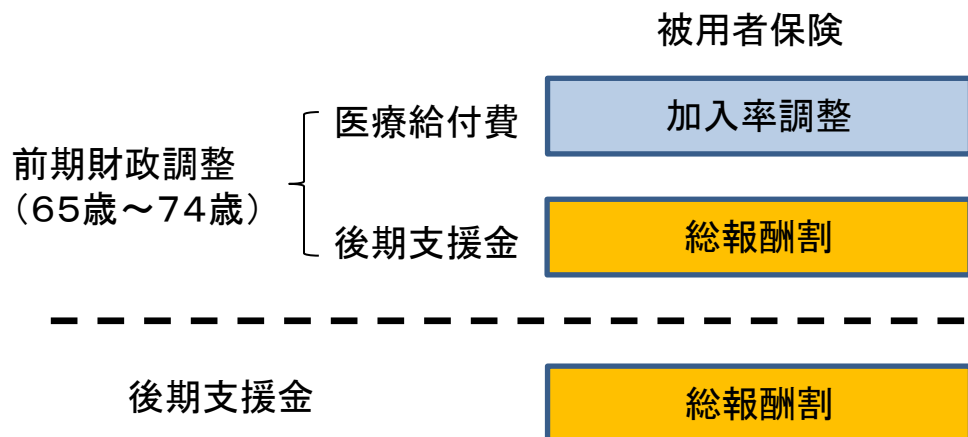 被用者保険
医療給付費
加入率調整
前期財政調整
（６５歳～７４歳）
後期支援金
総報酬割
後期支援金
総報酬割